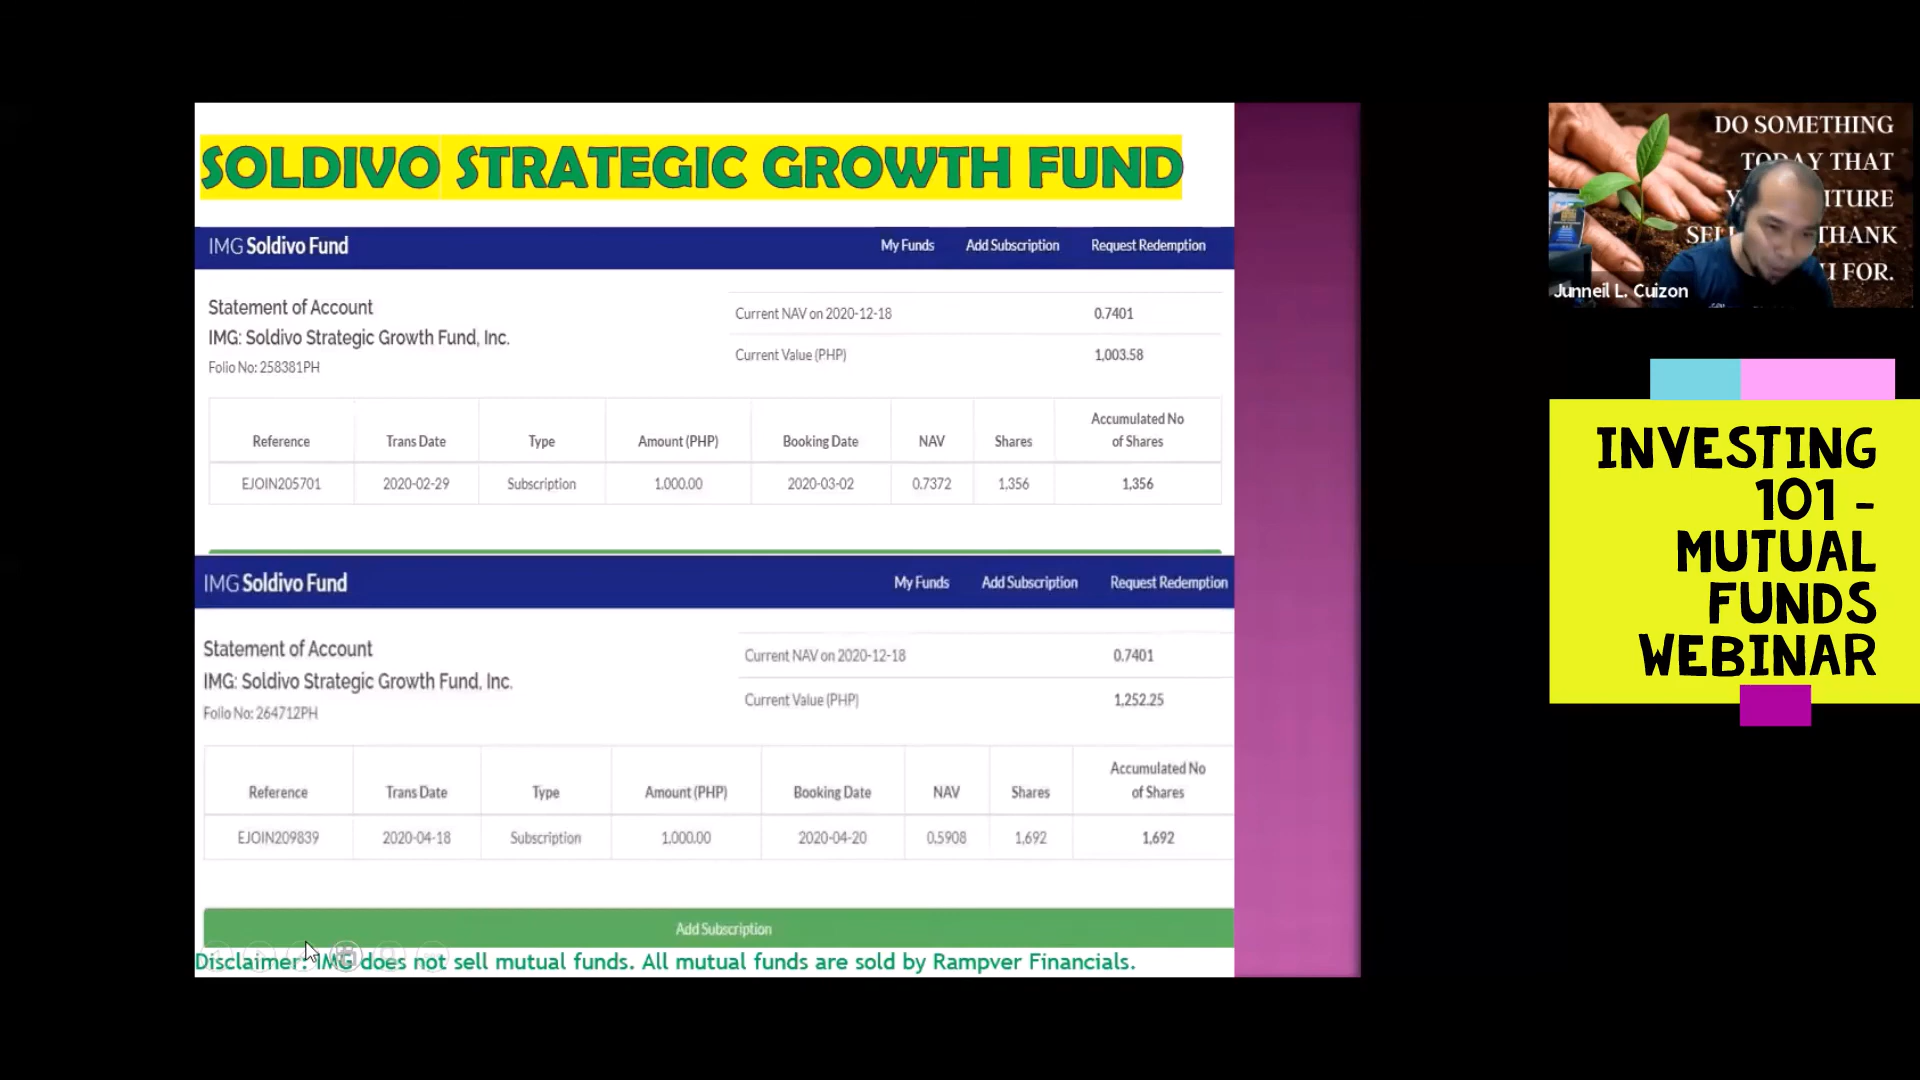 SOLDIVO STRATEGIC GROWTH FUND
IMG Soldivo Fund
My Funds Add Subscription Request Redemption
Statement of Account
IMG: Soldivo Strategic Growth Fund, Inc.
Folio No: 258381PH
Current NAV on 2020-12-18 0.7401
Current Value (PHP) 1,003.58
Reference Trans Date Type Amount (PHP) Booking Date NAV Shares Accumulated No of Shares
EJOIN205701 2020-02-29 Subscription 1,000.00 2020-03-02 0.7372 1,356 1,356
IMG Soldivo Fund
My Funds Add Subscription Request Redemption
Statement of Account
IMG: Soldivo Strategic Growth Fund, Inc.
Folio No: 264712PH
Current NAV on 2020-12-18 0.7401
Current Value (PHP) 1,252.25
Reference Trans Date Type Amount (PHP) Booking Date NAV Shares Accumulated No of Shares
EJOIN209839 2020-04-18 Subscription 1,000.00 2020-04-20 0.5908 1,692 1,692
Add Subscription
Disclaimer: IMG does not sell mutual funds. All mutual funds are sold by Rampver Financials.
DO SOMETHING
TODAY THAT
THANK
FOR.
Junneil L. Cuizon
INVESTING
101 -
MUTUAL
FUNDS
WEBINAR